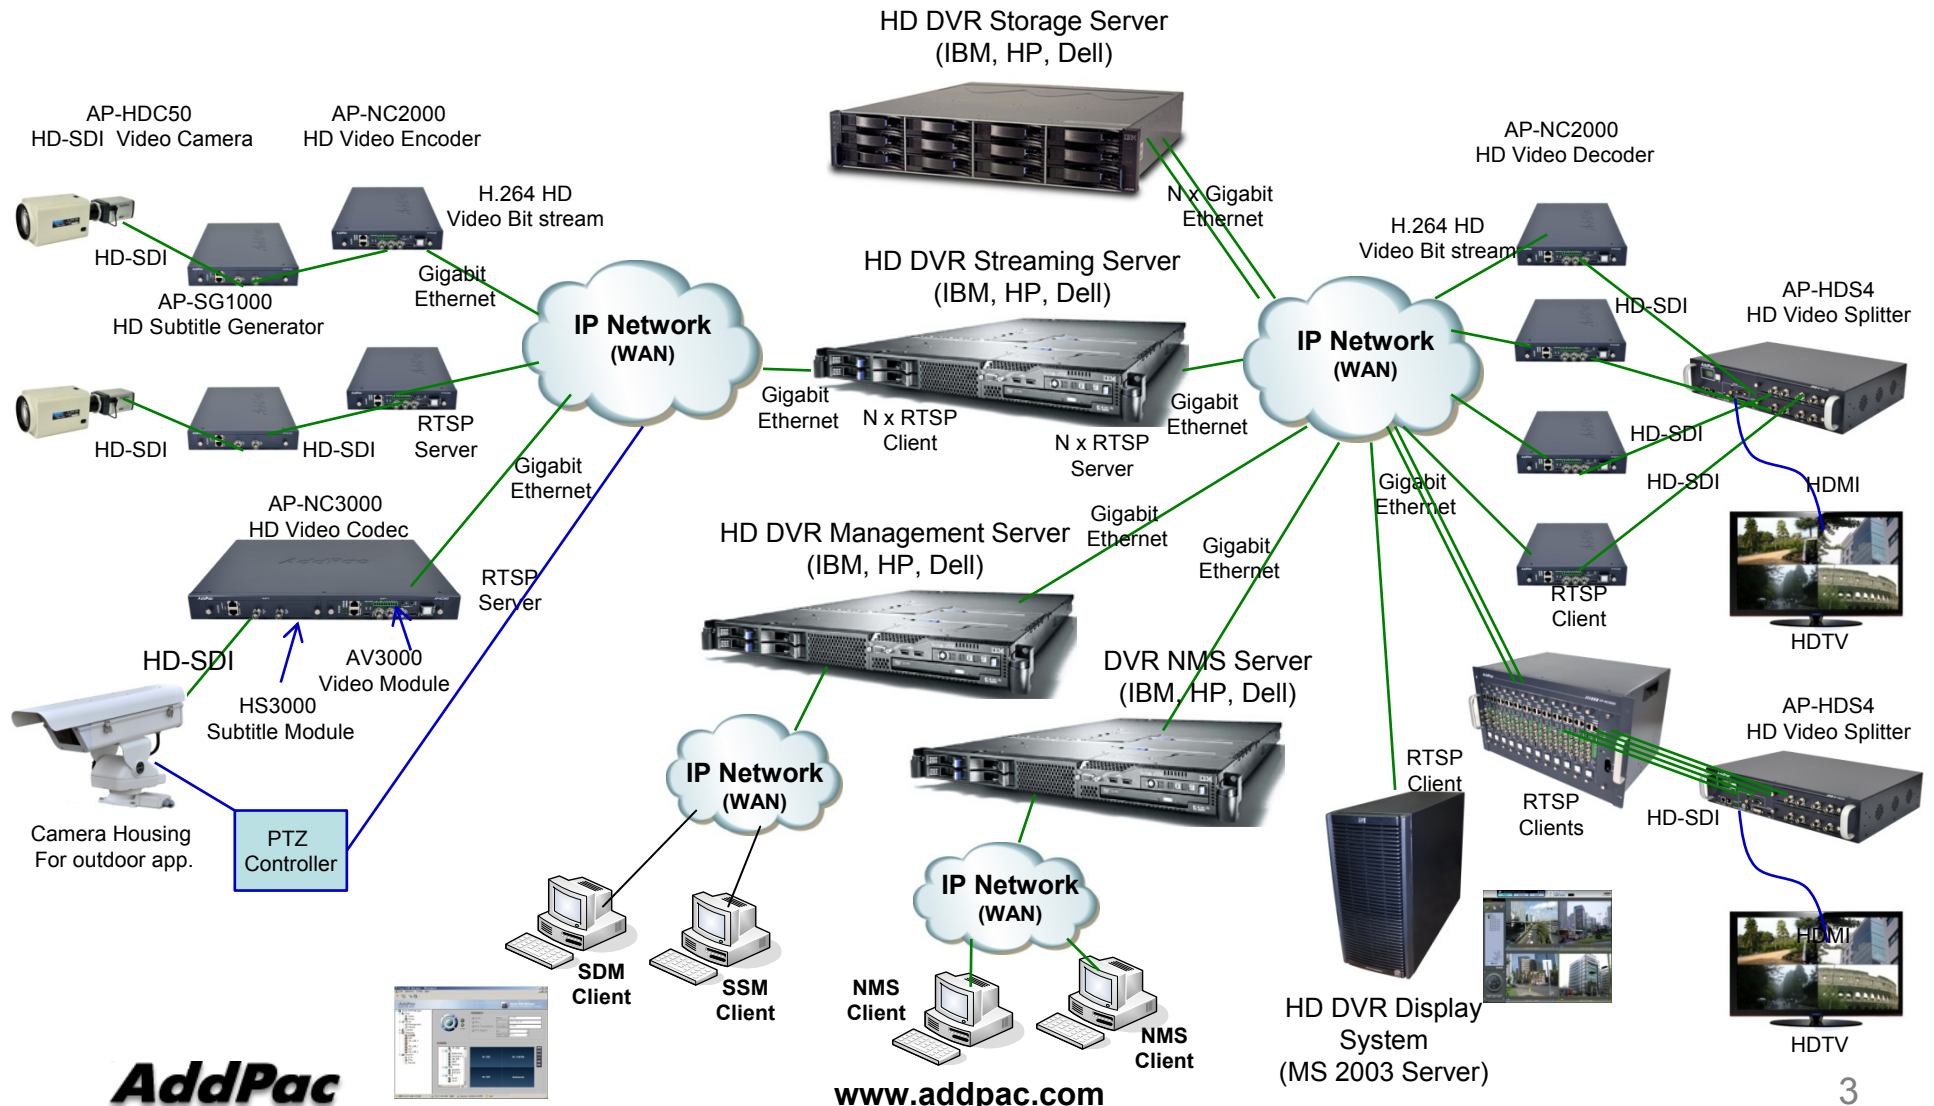 HD DVR Storage Server
(IBM, HP, Dell)
AP-HDC50
HD-SDI  Video Camera
AP-NC2000
HD Video Encoder
H.264 HD
Video Bit stream
HD-SDI
AP-SG1000
HD Subtitle Generator
Gigabit
Ethernet
IP Network
(WAN)
HD-SDI
HD-SDI
RTSP
Server
Gigabit
Ethernet
AP-NC3000
HD Video Codec
AddPac
RTSP
Server
HD-SDI
AV3000
Video Module
HS3000
Subtitle Module
Camera Housing
For outdoor app.
PTZ
Controller
HD DVR Streaming Server
(IBM, HP, Dell)
Gigabit
Ethernet
N x RTSP
Client
N x RTSP
Server
Gigabit
Ethernet
N x Gigabit
Ethernet
IP Network
(WAN)
HD DVR Management Server
(IBM, HP, Dell)
Gigabit
Ethernet
Gigabit
Ethernet
DVR NMS Server
(IBM, HP, Dell)
IP Network
(WAN)
SDM
Client
SSM
Client
IP Network
(WAN)
NMS
Client
NMS
Client
AP-NC2000
HD Video Decoder
H.264 HD
Video Bit stream
HD-SDI
AP-HDS4
HD Video Splitter
HD-SDI
HD-SDI
Gigabit
Ethernet
HDMI
RTSP
Client
HDTV
RTSP
Client
RTSP
Clients
HD-SDI
AP-HDS4
HD Video Splitter
HDMI
HDTV
HD DVR Display
System
(MS 2003 Server)
AddPac
www.addpac.com
3